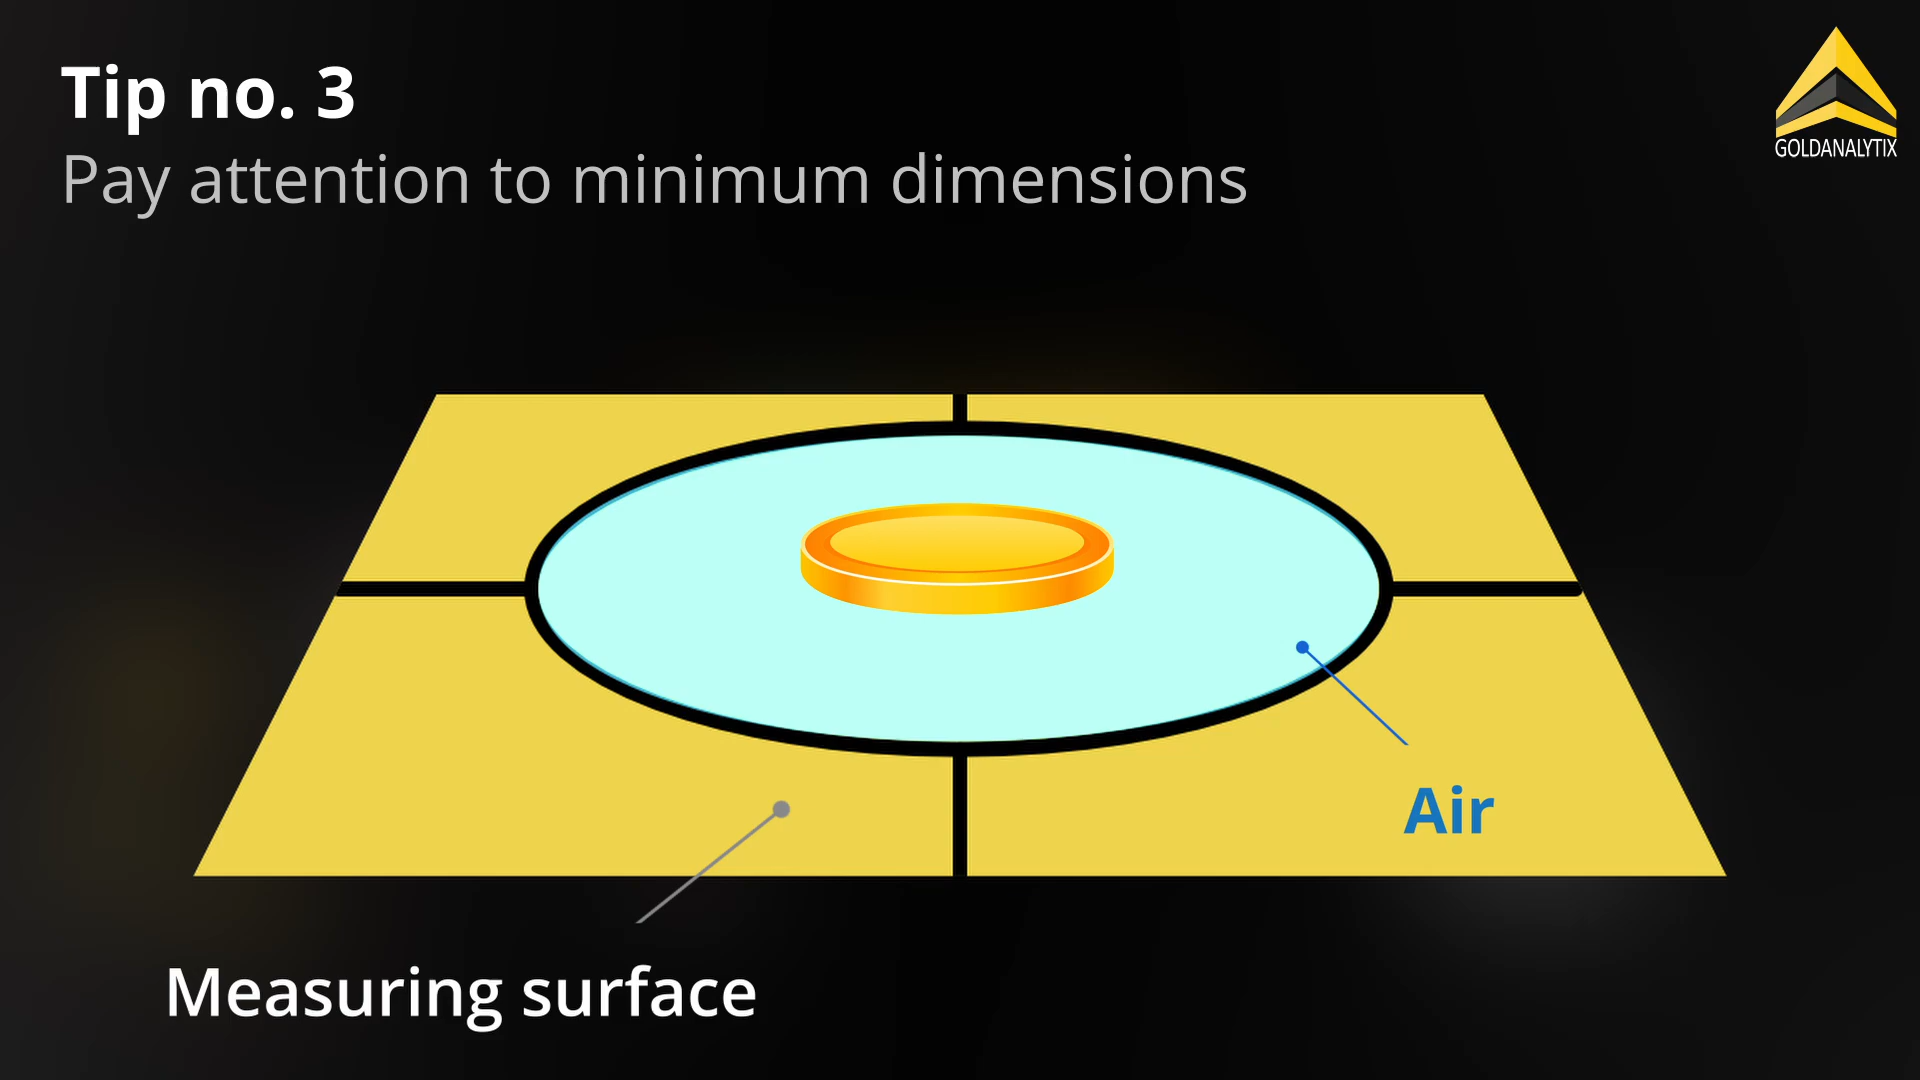 Tip no. 3
Pay attention to minimum dimensions
GOLDANALYTIX
Air
Measuring surface